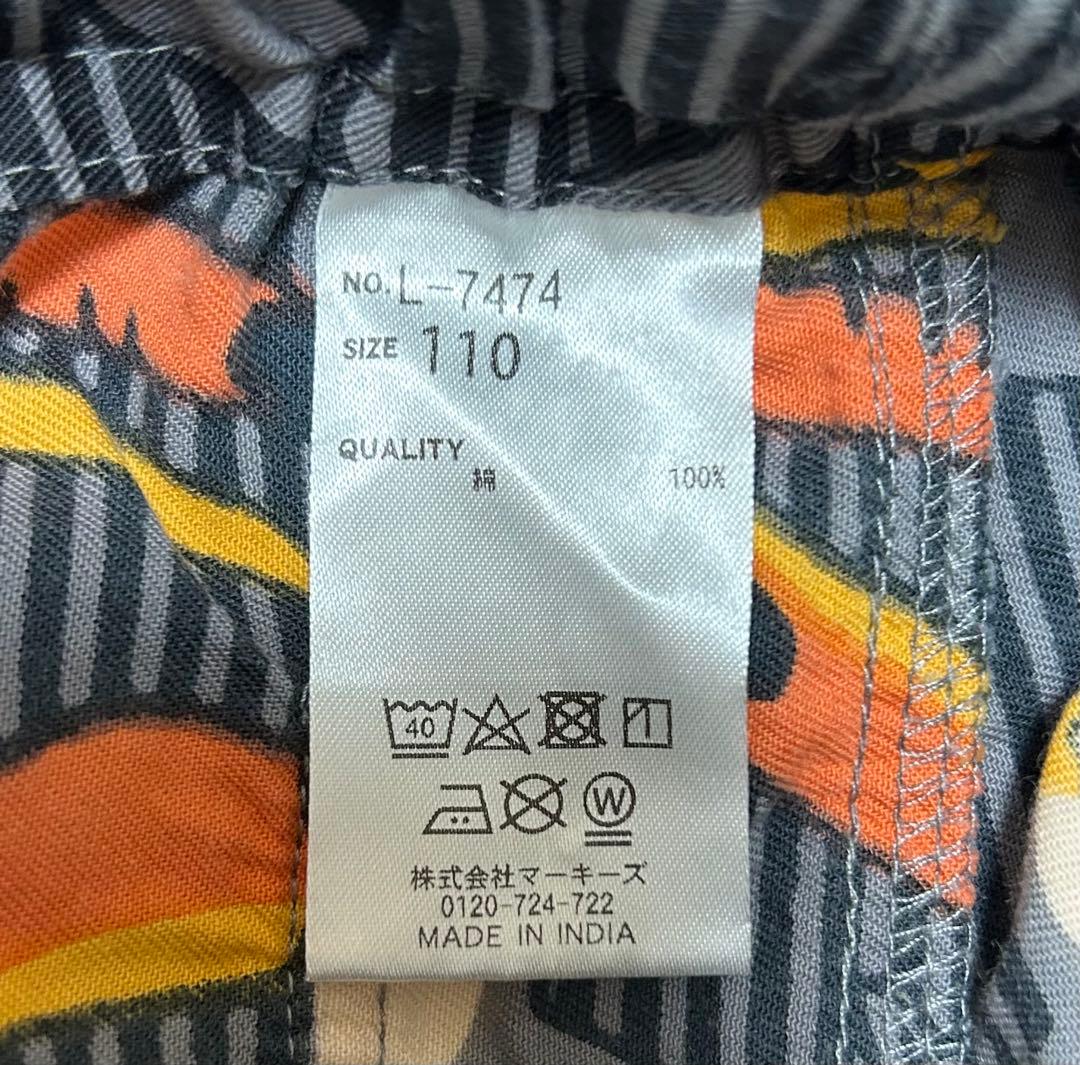 NO. L-7474
SIZE 110
QUALITY
綿 100%
40
W
株式会社マーキーズ
0120-724-722
MADE IN INDIA